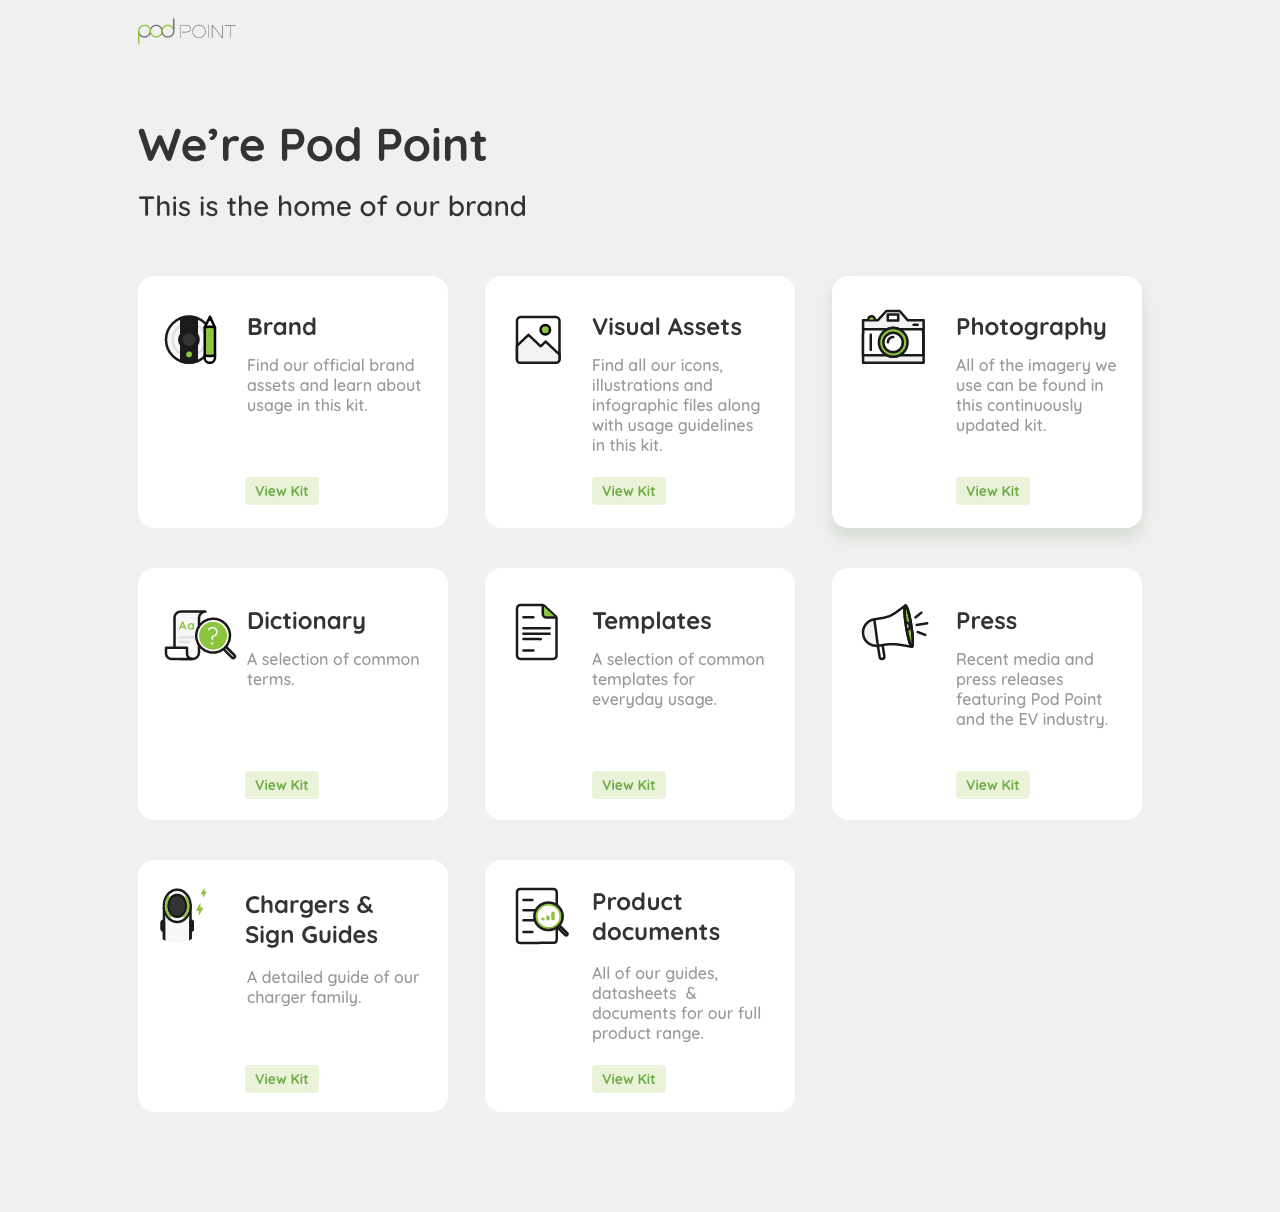 pod POINT
We’re Pod Point
This is the home of our brand
Brand
Find our official brand
assets and learn about
usage in this kit.
View Kit
Visual Assets
Find all our icons,
illustrations and
infographic files along
with usage guidelines
in this kit.
View Kit
Photography
All of the imagery we
use can be found in
this continuously
updated kit.
View Kit
Aa
?
Dictionary
A selection of common
terms.
View Kit
Templates
A selection of common
templates for
everyday usage.
View Kit
Press
Recent media and
press releases
featuring Pod Point
and the EV industry.
View Kit
Chargers &
Sign Guides
A detailed guide of our
charger family.
View Kit
Product
documents
All of our guides,
datasheets  &
documents for our full
product range.
View Kit